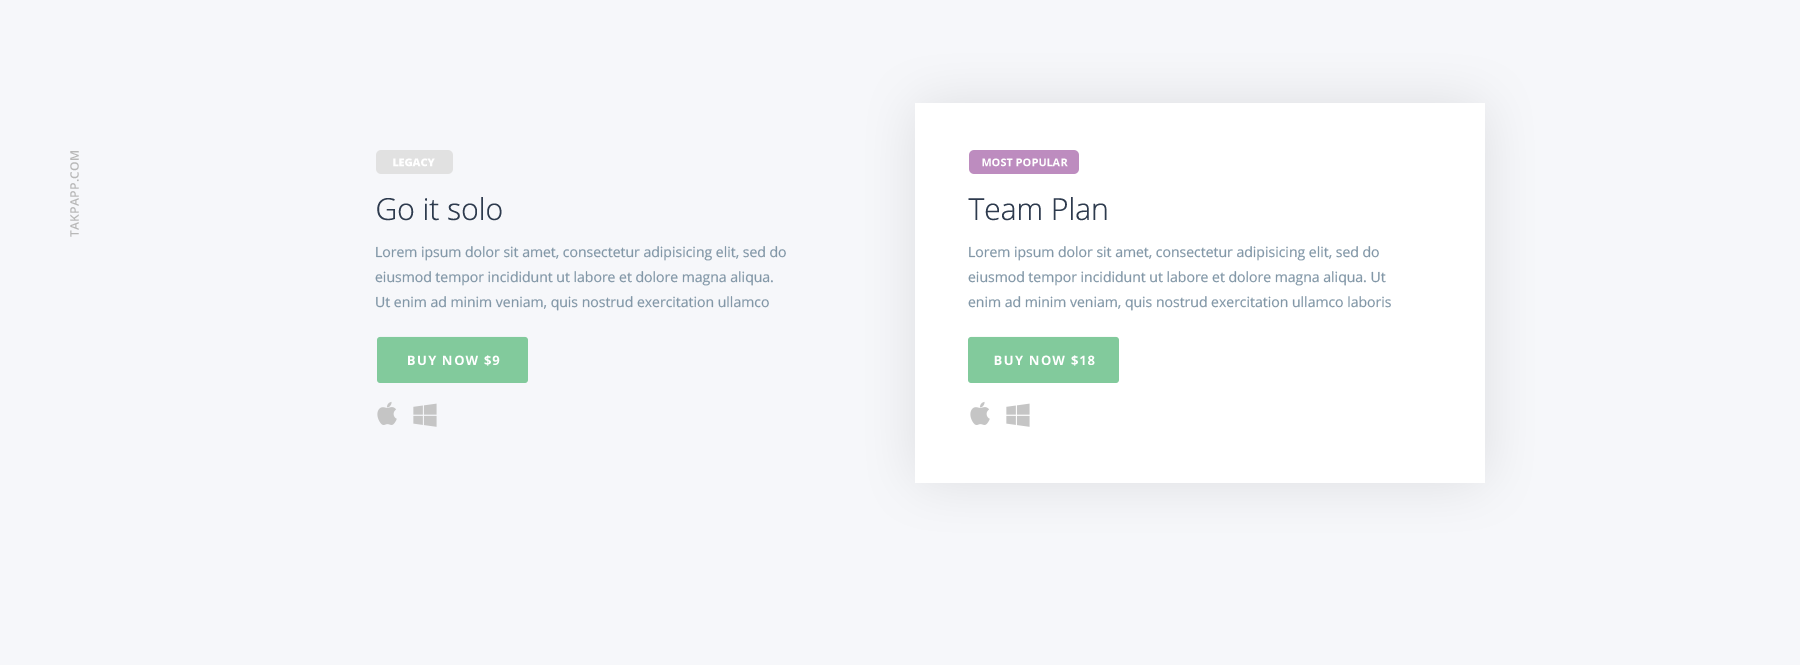 TAKPAPP.COM
LEGACY
Go it solo
Lorem ipsum dolor sit amet, consectetur adipisicing elit, sed do
eiusmod tempor incididunt ut labore et dolore magna aliqua.
Ut enim ad minim veniam, quis nostrud exercitation ullamco
BUY NOW $9
MOST POPULAR
Team Plan
Lorem ipsum dolor sit amet, consectetur adipisicing elit, sed do
eiusmod tempor incididunt ut labore et dolore magna aliqua. Ut
enim ad minim veniam, quis nostrud exercitation ullamco laboris
BUY NOW $18